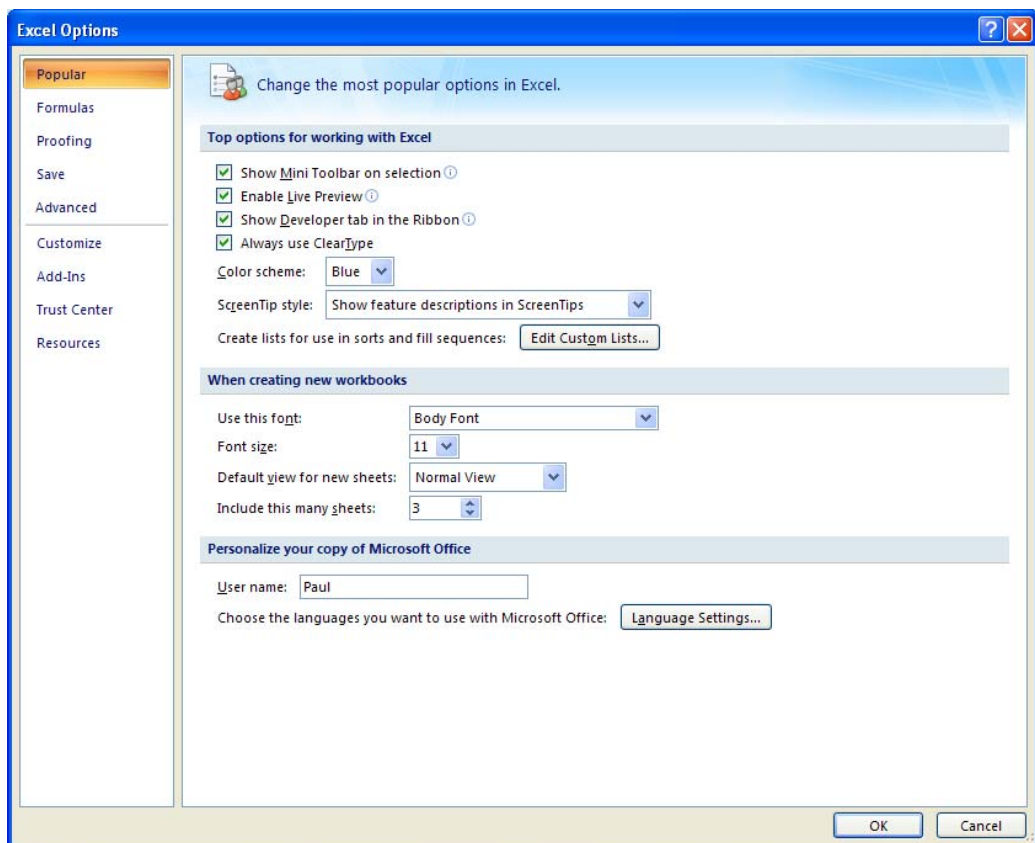 Excel Options
Popular
Formulas
Proofing
Save
Advanced
Customize
Add-Ins
Trust Center
Resources
Change the most popular options in Excel.
Top options for working with Excel
Show Mini Toolbar on selection
Enable Live Preview
Show Developer tab in the Ribbon
Always use ClearType
Color scheme: Blue
ScreenTip style: Show feature descriptions in ScreenTips
Create lists for use in sorts and fill sequences: Edit Custom Lists...
When creating new workbooks
Use this font: Body Font
Font size: 11
Default view for new sheets: Normal View
Include this many sheets: 3
Personalize your copy of Microsoft Office
User name: Paul
Choose the languages you want to use with Microsoft Office: Language Settings...
OK Cancel